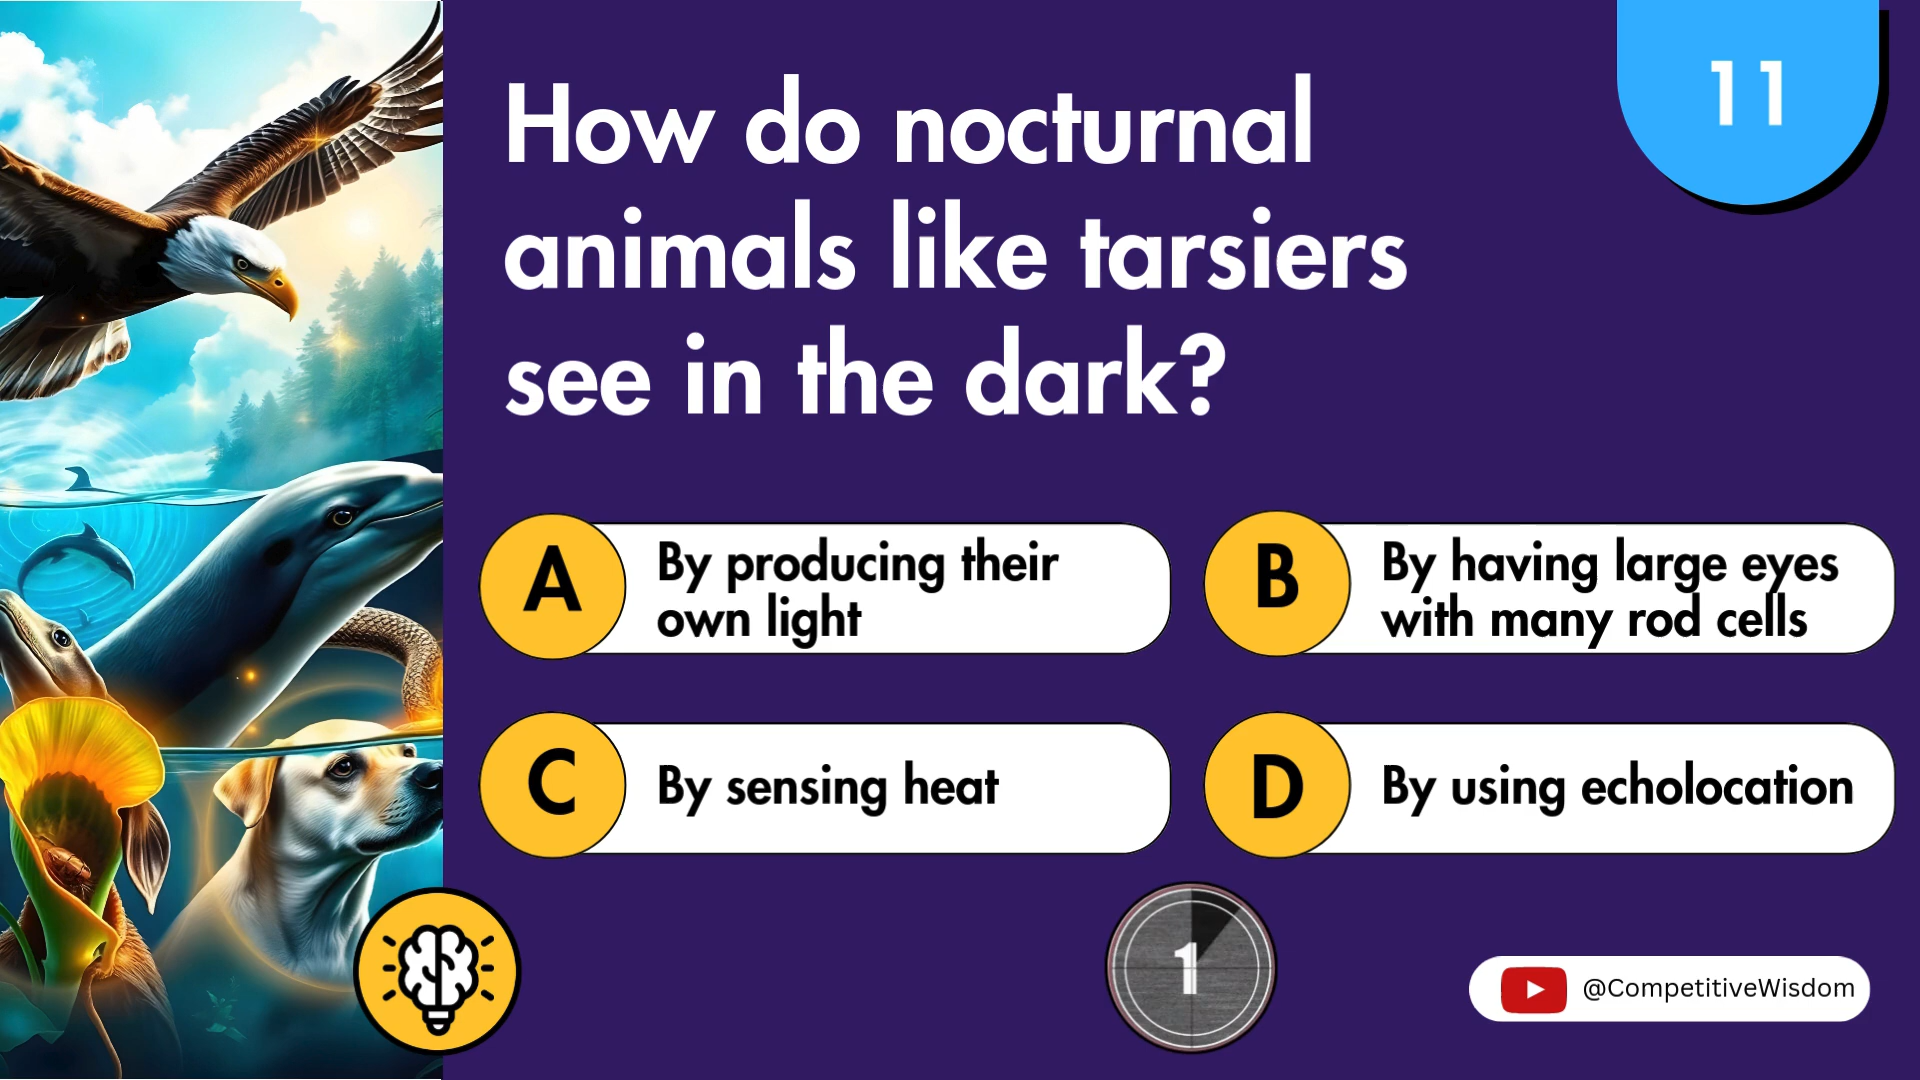 11
How do nocturnal
animals like tarsiers
see in the dark?
A
By producing their
own light
B
By having large eyes
with many rod cells
C
By sensing heat
D
By using echolocation
1
@CompetitiveWisdom